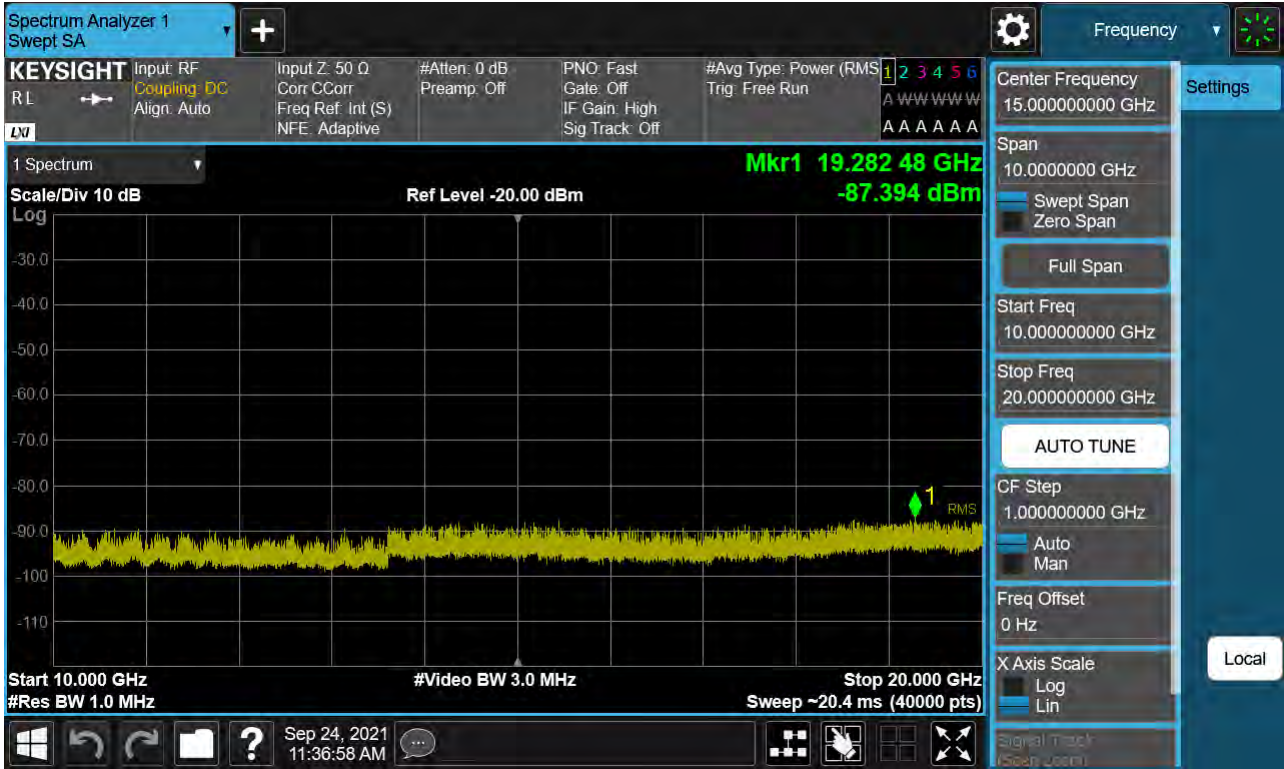 Spectrum Analyzer 1
Swept SA
Frequency
KEYSIGHT
R L
LXI
Input: RF
Coupling: DC
Align: Auto
Input Z: 50 Ω
Corr CCorr
Freq Ref: Int (S)
NFE: Adaptive
#Atten: 0 dB
Preamp: Off
PNO: Fast
Gate: Off
IF Gain: High
Sig Track: Off
#Avg Type: Power (RMS
Trig: Free Run
1 2 3 4 5 6
A W W W W W
A A A A A A
1 Spectrum
Scale/Div 10 dB
Log
Ref Level -20.00 dBm
Mkr1 19.282 48 GHz
-87.394 dBm
-30.0
-40.0
-50.0
-60.0
-70.0
-80.0
-90.0
-100
-110
1
RMS
Start 10.000 GHz
#Res BW 1.0 MHz
#Video BW 3.0 MHz
Stop 20.000 GHz
Sweep ~20.4 ms (40000 pts)
Center Frequency
15.000000000 GHz
Span
10.0000000 GHz
Swept Span
Zero Span
Full Span
Start Freq
10.000000000 GHz
Stop Freq
20.000000000 GHz
AUTO TUNE
CF Step
1.000000000 GHz
Auto
Man
Freq Offset
0 Hz
X Axis Scale
Log
Lin
Signal Track
(Span Zoom)
Settings
Local
?
Sep 24, 2021
11:36:58 AM